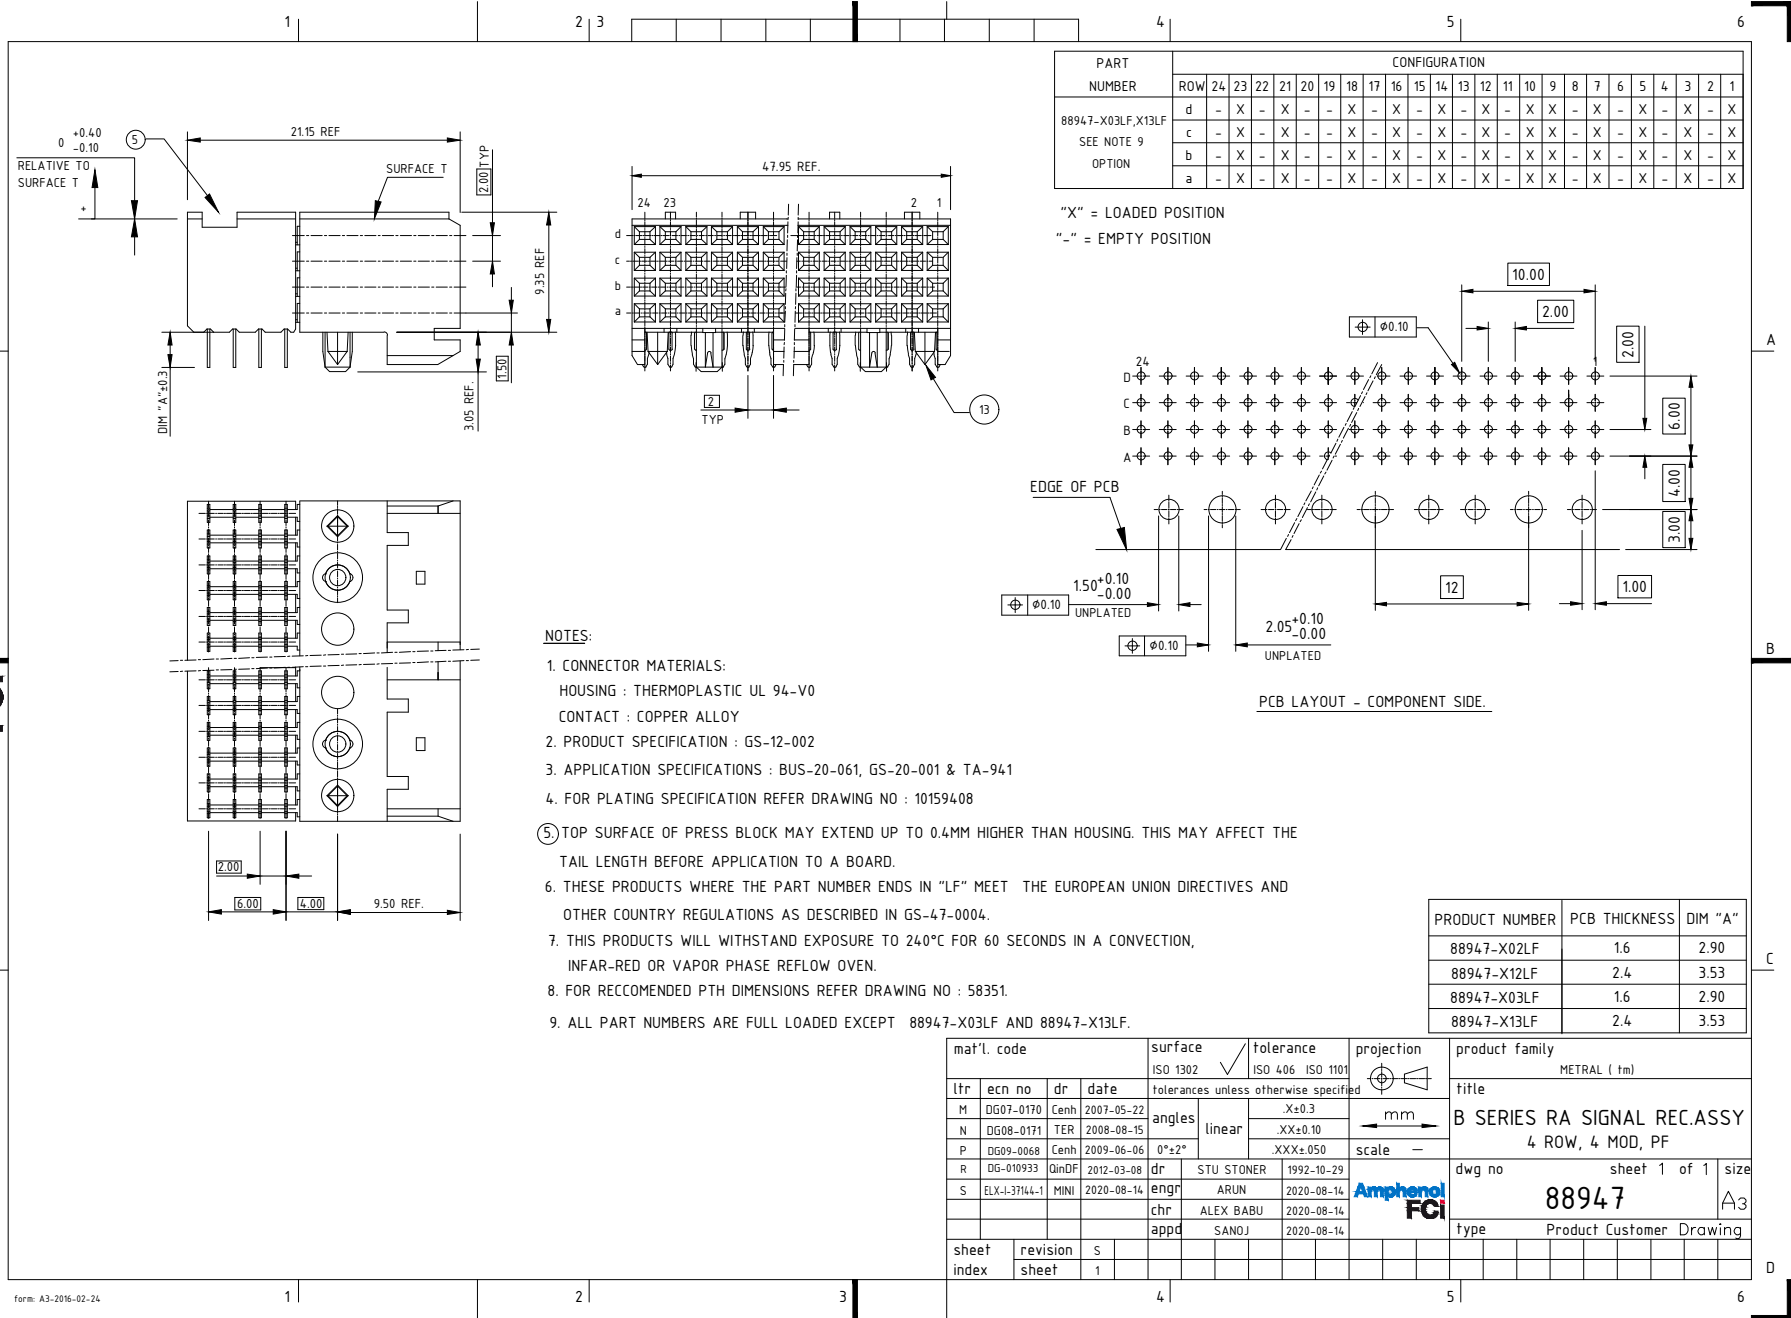 1 2 3 3 4 5 6
PART NUMBER CONFIGURATION
ROW 24 23 22 21 20 19 18 17 16 15 14 13 12 11 10 9 8 7 6 5 4 3 2 1
88947-X03LF,X13LF
SEE NOTE 9
OPTION
d - X - X - - X - X - X - X - X X - X - X - X - X
c - X - X - - X - X - X - X - X X - X - X - X - X
b - X - X - - X - X - X - X - X X - X - X - X - X
a - X - X - - X - X - X - X - X X - X - X - X - X
"X" = LOADED POSITION
"-" = EMPTY POSITION
0 +0.40 -0.10
RELATIVE TO
SURFACE T
+
5
21.15 REF
SURFACE T
2.00 TYP
9.35 REF
DIM "A"±0.3
3.05 REF.
1.50
47.95 REF.
24 23 2 1
d
c
b
a
2
TYP
13
10.00
2.00
⌖ Ø0.10
2.00
24 1
D
C
B
A
6.00
4.00
3.00
EDGE OF PCB
1.50 +0.10 -0.00
UNPLATED
⌖ Ø0.10
12
1.00
2.05 +0.10 -0.00
UNPLATED
⌖ Ø0.10
PCB LAYOUT - COMPONENT SIDE.
2.00
6.00 4.00 9.50 REF.
NOTES:
1. CONNECTOR MATERIALS:
HOUSING : THERMOPLASTIC UL 94-V0
CONTACT : COPPER ALLOY
2. PRODUCT SPECIFICATION : GS-12-002
3. APPLICATION SPECIFICATIONS : BUS-20-061, GS-20-001 & TA-941
4. FOR PLATING SPECIFICATION REFER DRAWING NO : 10159408
5. TOP SURFACE OF PRESS BLOCK MAY EXTEND UP TO 0.4MM HIGHER THAN HOUSING. THIS MAY AFFECT THE
TAIL LENGTH BEFORE APPLICATION TO A BOARD.
6. THESE PRODUCTS WHERE THE PART NUMBER ENDS IN "LF" MEET THE EUROPEAN UNION DIRECTIVES AND
OTHER COUNTRY REGULATIONS AS DESCRIBED IN GS-47-0004.
7. THIS PRODUCTS WILL WITHSTAND EXPOSURE TO 240°C FOR 60 SECONDS IN A CONVECTION,
INFAR-RED OR VAPOR PHASE REFLOW OVEN.
8. FOR RECCOMENDED PTH DIMENSIONS REFER DRAWING NO : 58351.
9. ALL PART NUMBERS ARE FULL LOADED EXCEPT 88947-X03LF AND 88947-X13LF.
PRODUCT NUMBER PCB THICKNESS DIM "A"
88947-X02LF 1.6 2.90
88947-X12LF 2.4 3.53
88947-X03LF 1.6 2.90
88947-X13LF 2.4 3.53
mat'l. code
surface
ISO 1302
tolerance
ISO 406 ISO 1101
projection
product family
METRAL ( tm)
ltr ecn no dr date
tolerances unless otherwise specified
M DG07-0170 Cenh 2007-05-22
N DG08-0171 TER 2008-08-15
P DG09-0068 Cenh 2009-06-06
R DG-010933 QinDF 2012-03-08
S ELX-I-37144-1 MINI 2020-08-14
angles
0°±2°
linear
.X±0.3
.XX±0.10
.XXX±.050
mm
scale —
title
B SERIES RA SIGNAL REC.ASSY
4 ROW, 4 MOD, PF
dr STU STONER 1992-10-29
engr ARUN 2020-08-14
chr ALEX BABU 2020-08-14
appd SANOJ 2020-08-14
Amphenol
FCi
dwg no sheet 1 of 1 size
88947 A3
type Product Customer Drawing
sheet index
revision S
sheet 1
A
B
C
D
form: A3-2016-02-24
1 2 3 4 5 6